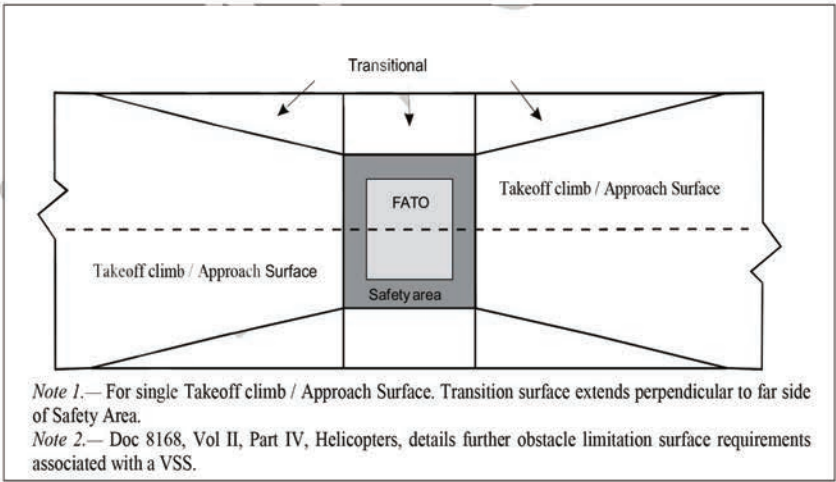 Transitional
Takeoff climb / Approach Surface
FATO
Takeoff climb / Approach Surface
Safety area
Note 1.— For single Takeoff climb / Approach Surface. Transition surface extends perpendicular to far side
of Safety Area.
Note 2.— Doc 8168, Vol II, Part IV, Helicopters, details further obstacle limitation surface requirements
associated with a VSS.